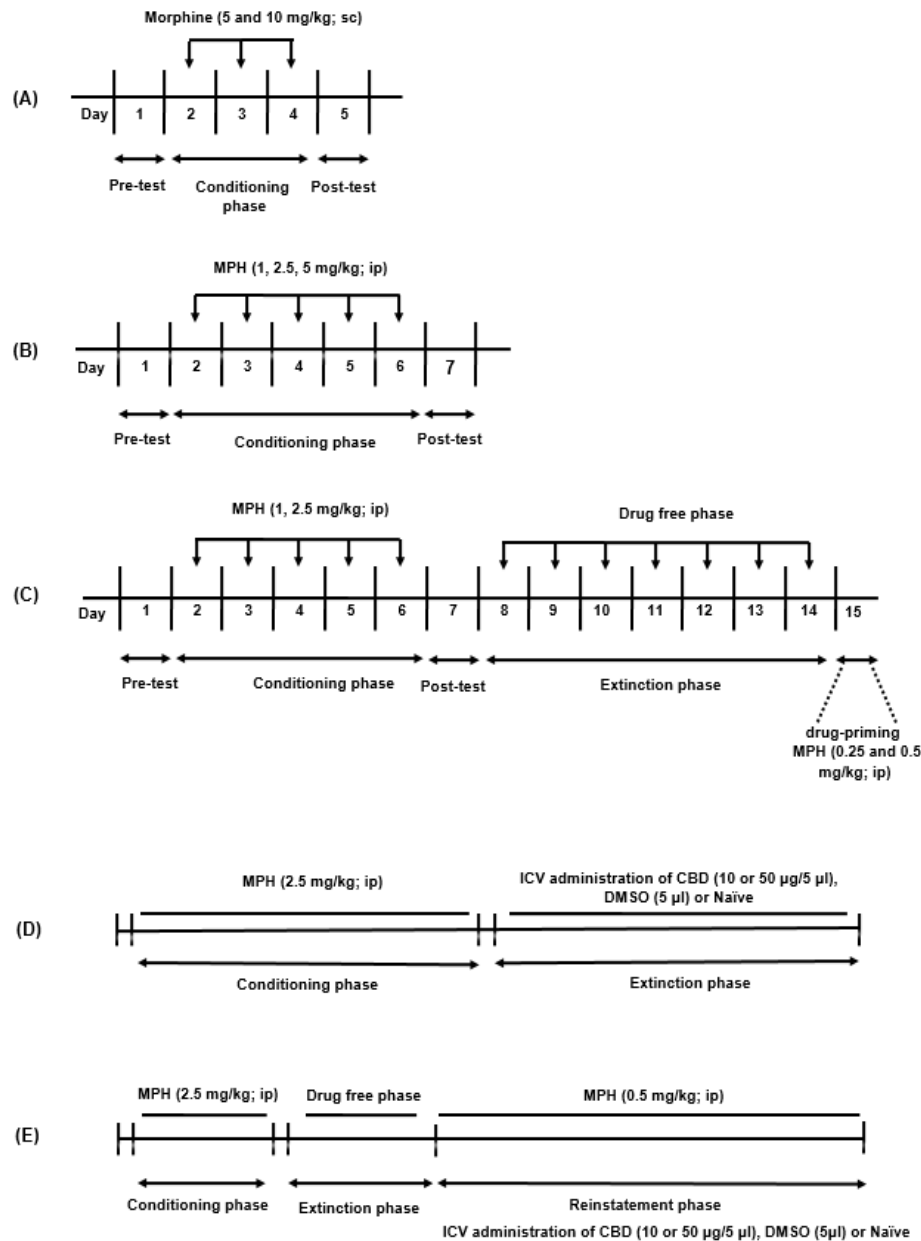 Morphine (5 and 10 mg/kg; sc)
(A)
Day 1 2 3 4 5
Pre-test Conditioning phase Post-test
MPH (1, 2.5, 5 mg/kg; ip)
(B)
Day 1 2 3 4 5 6 7
Pre-test Conditioning phase Post-test
MPH (1, 2.5 mg/kg; ip) Drug free phase
(C)
Day 1 2 3 4 5 6 7 8 9 10 11 12 13 14 15
Pre-test Conditioning phase Post-test Extinction phase
drug-priming
MPH (0.25 and 0.5
mg/kg; ip)
MPH (2.5 mg/kg; ip)
ICV administration of CBD (10 or 50 µg/5 µl),
DMSO (5 µl) or Naïve
(D)
Conditioning phase Extinction phase
MPH (2.5 mg/kg; ip) Drug free phase MPH (0.5 mg/kg; ip)
(E)
Conditioning phase Extinction phase Reinstatement phase
ICV administration of CBD (10 or 50 µg/5 µl), DMSO (5µl) or Naïve